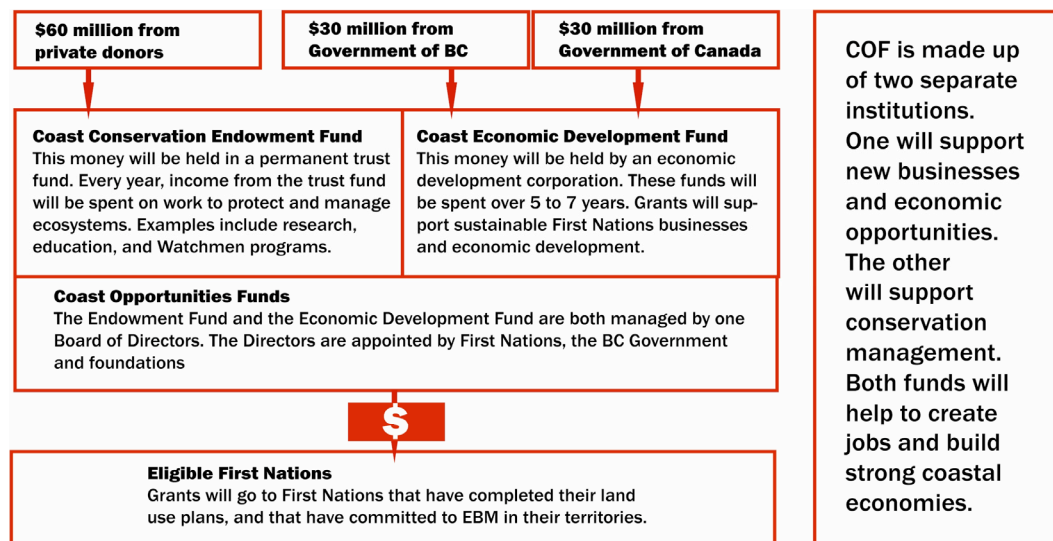 $60 million from
private donors
$30 million from
Government of BC
$30 million from
Government of Canada
Coast Conservation Endowment Fund
This money will be held in a permanent trust
fund. Every year, income from the trust fund
will be spent on work to protect and manage
ecosystems. Examples include research,
education, and Watchmen programs.
Coast Economic Development Fund
This money will be held by an economic
development corporation. These funds will
be spent over 5 to 7 years. Grants will sup-
port sustainable First Nations businesses
and economic development.
Coast Opportunities Funds
The Endowment Fund and the Economic Development Fund are both managed by one
Board of Directors. The Directors are appointed by First Nations, the BC Government
and foundations
$
Eligible First Nations
Grants will go to First Nations that have completed their land
use plans, and that have committed to EBM in their territories.
COF is made up
of two separate
institutions.
One will support
new businesses
and economic
opportunities.
The other
will support
conservation
management.
Both funds will
help to create
jobs and build
strong coastal
economies.